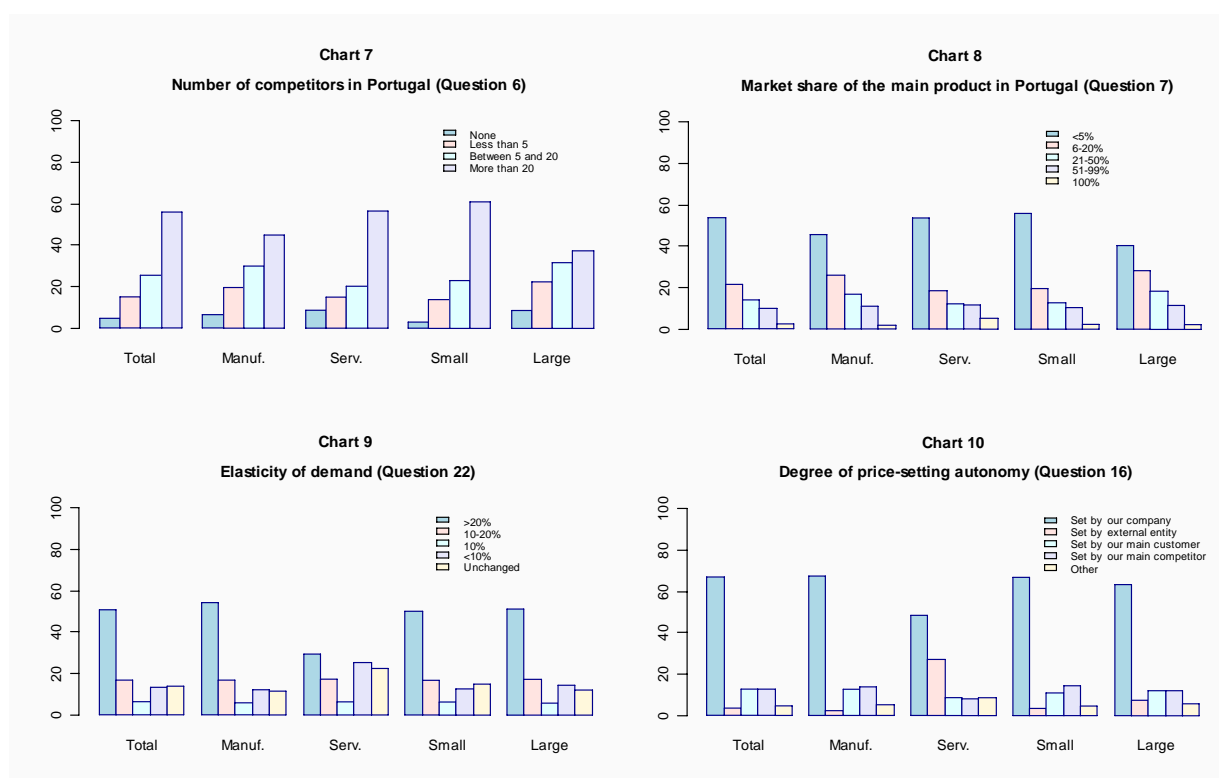 Chart 7
Number of competitors in Portugal (Question 6)
100
80
60
40
20
0
None
Less than 5
Between 5 and 20
More than 20
Total Manuf. Serv. Small Large
Chart 8
Market share of the main product in Portugal (Question 7)
100
80
60
40
20
0
<5%
6-20%
21-50%
51-99%
100%
Total Manuf. Serv. Small Large
Chart 9
Elasticity of demand (Question 22)
100
80
60
40
20
0
>20%
10-20%
10%
<10%
Unchanged
Total Manuf. Serv. Small Large
Chart 10
Degree of price-setting autonomy (Question 16)
100
80
60
40
20
0
Set by our company
Set by external entity
Set by our main customer
Set by our main competitor
Other
Total Manuf. Serv. Small Large